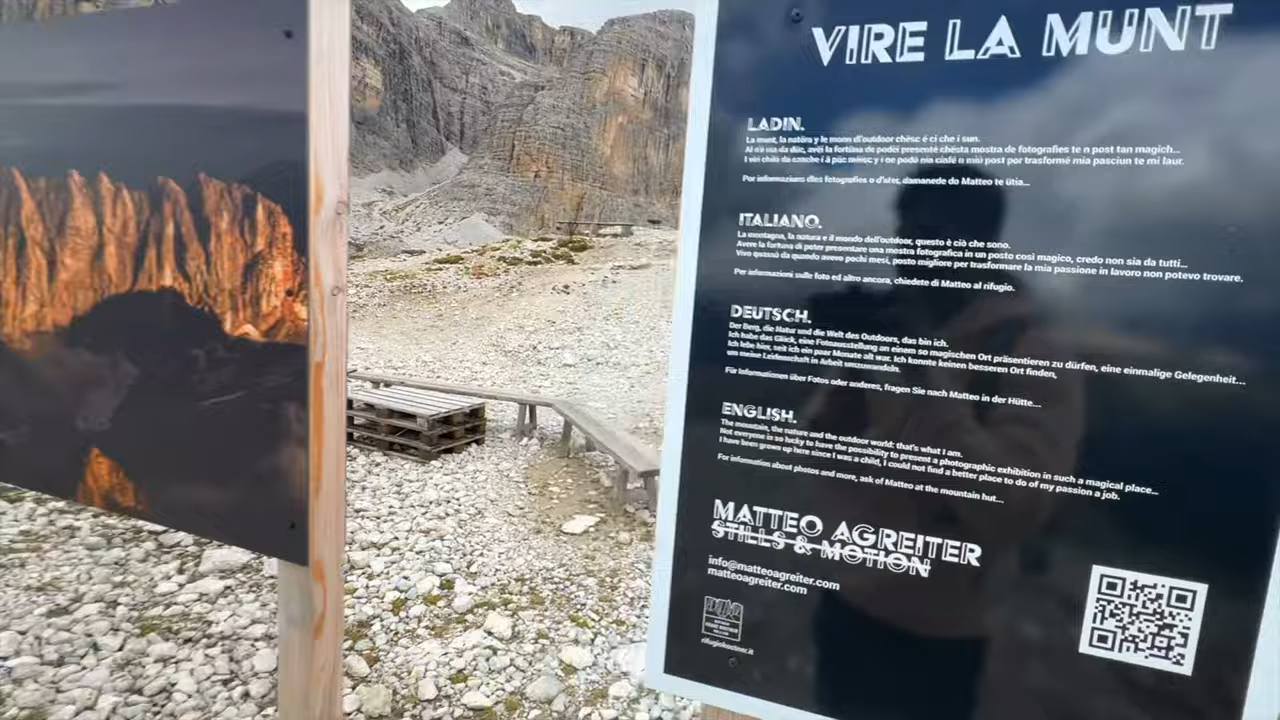 VIRE LA MUNT
LADIN.
La munt, la natöra y le monn d'outdoor chësc é ci che i sun.
Al n'é nia da düc, avëi la fortüna de podëi presenté chësta mostra de fotografies te n post tan magich...
I vïi chiló da canche i â püc mëisc y i ne podô nia ciafé n miú post por trasformé mia pasciun te mi laur.
Por informaziuns dles fotografies o d'ater, damanede do Matteo te ütia...
ITALIANO.
La montagna, la natura e il mondo dell'outdoor, questo è ciò che sono.
Avere la fortuna di poter presentare una mostra fotografica in un posto così magico, credo non sia da tutti...
Vivo quassù da quando avevo pochi mesi, posto migliore per trasformare la mia passione in lavoro non potevo trovare.
Per informazioni sulle foto ed altro ancora, chiedete di Matteo al rifugio.
DEUTSCH.
Der Berg, die Natur und die Welt des Outdoors, das bin ich.
Ich habe das Glück, eine Fotoausstellung an einem so magischen Ort präsentieren zu dürfen, eine einmalige Gelegenheit...
Ich lebe hier, seit ich ein paar Monate alt war. Ich konnte keinen besseren Ort finden,
um meine Leidenschaft in Arbeit umzuwandeln.
Für Informationen über Fotos oder anderes, fragen Sie nach Matteo in der Hütte...
ENGLISH.
The mountain, the nature and the outdoor world: that's what I am.
Not everyone in so lucky to have the possibility to present a photographic exhibition in such a magical place...
I have been grown up here since I was a child, I could not find a better place to do of my passion a job.
For information about photos and more, ask of Matteo at the mountain hut...
MATTEO AGREITER
STILLS & MOTION
info@matteoagreiter.com
matteoagreiter.com